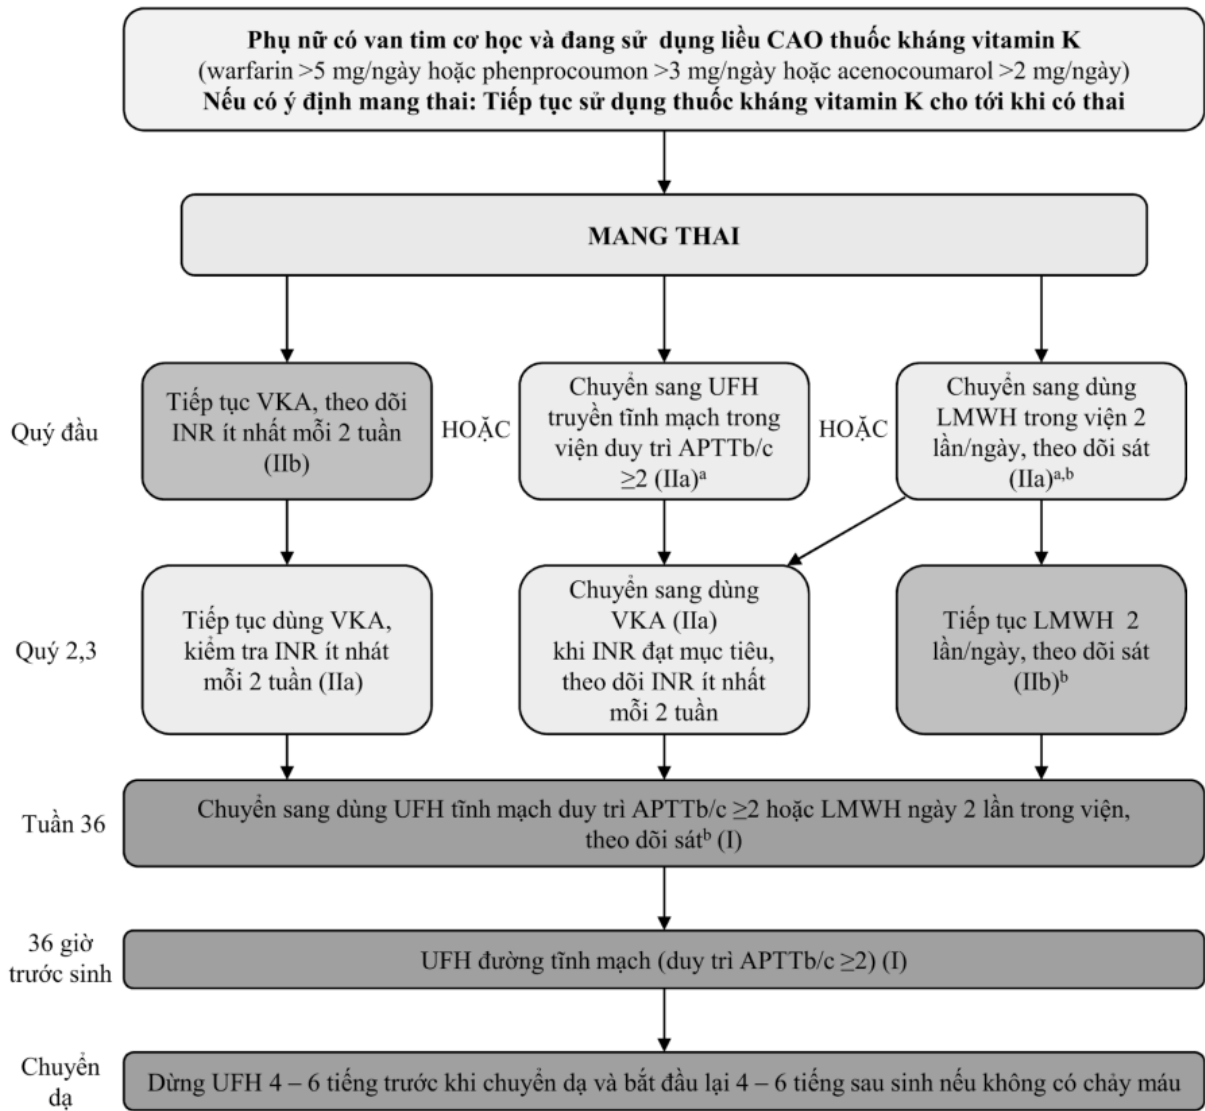 Phụ nữ có van tim cơ học và đang sử dụng liều CAO thuốc kháng vitamin K
(warfarin >5 mg/ngày hoặc phenprocoumon >3 mg/ngày hoặc acenocoumarol >2 mg/ngày)
Nếu có ý định mang thai: Tiếp tục sử dụng thuốc kháng vitamin K cho tới khi có thai
MANG THAI
Quý đầu
Tiếp tục VKA, theo dõi
INR ít nhất mỗi 2 tuần
(IIb)
HOẶC
Chuyển sang UFH
truyền tĩnh mạch trong
viện duy trì APTTb/c
≥2 (IIa)ᵃ
HOẶC
Chuyển sang dùng
LMWH trong viện 2
lần/ngày, theo dõi sát
(IIa)ᵃ,ᵇ
Quý 2,3
Tiếp tục dùng VKA,
kiểm tra INR ít nhát
mỗi 2 tuần (IIa)
Chuyển sang dùng
VKA (IIa)
khi INR đạt mục tiêu,
theo dõi INR ít nhất
mỗi 2 tuần
Tiếp tục LMWH 2
lần/ngày, theo dõi sát
(IIb)ᵇ
Tuần 36
Chuyển sang dùng UFH tĩnh mạch duy trì APTTb/c ≥2 hoặc LMWH ngày 2 lần trong viện,
theo dõi sátᵇ (I)
36 giờ
trước sinh
UFH đường tĩnh mạch (duy trì APTTb/c ≥2) (I)
Chuyển
dạ
Dừng UFH 4 – 6 tiếng trước khi chuyển dạ và bắt đầu lại 4 – 6 tiếng sau sinh nếu không có chảy máu